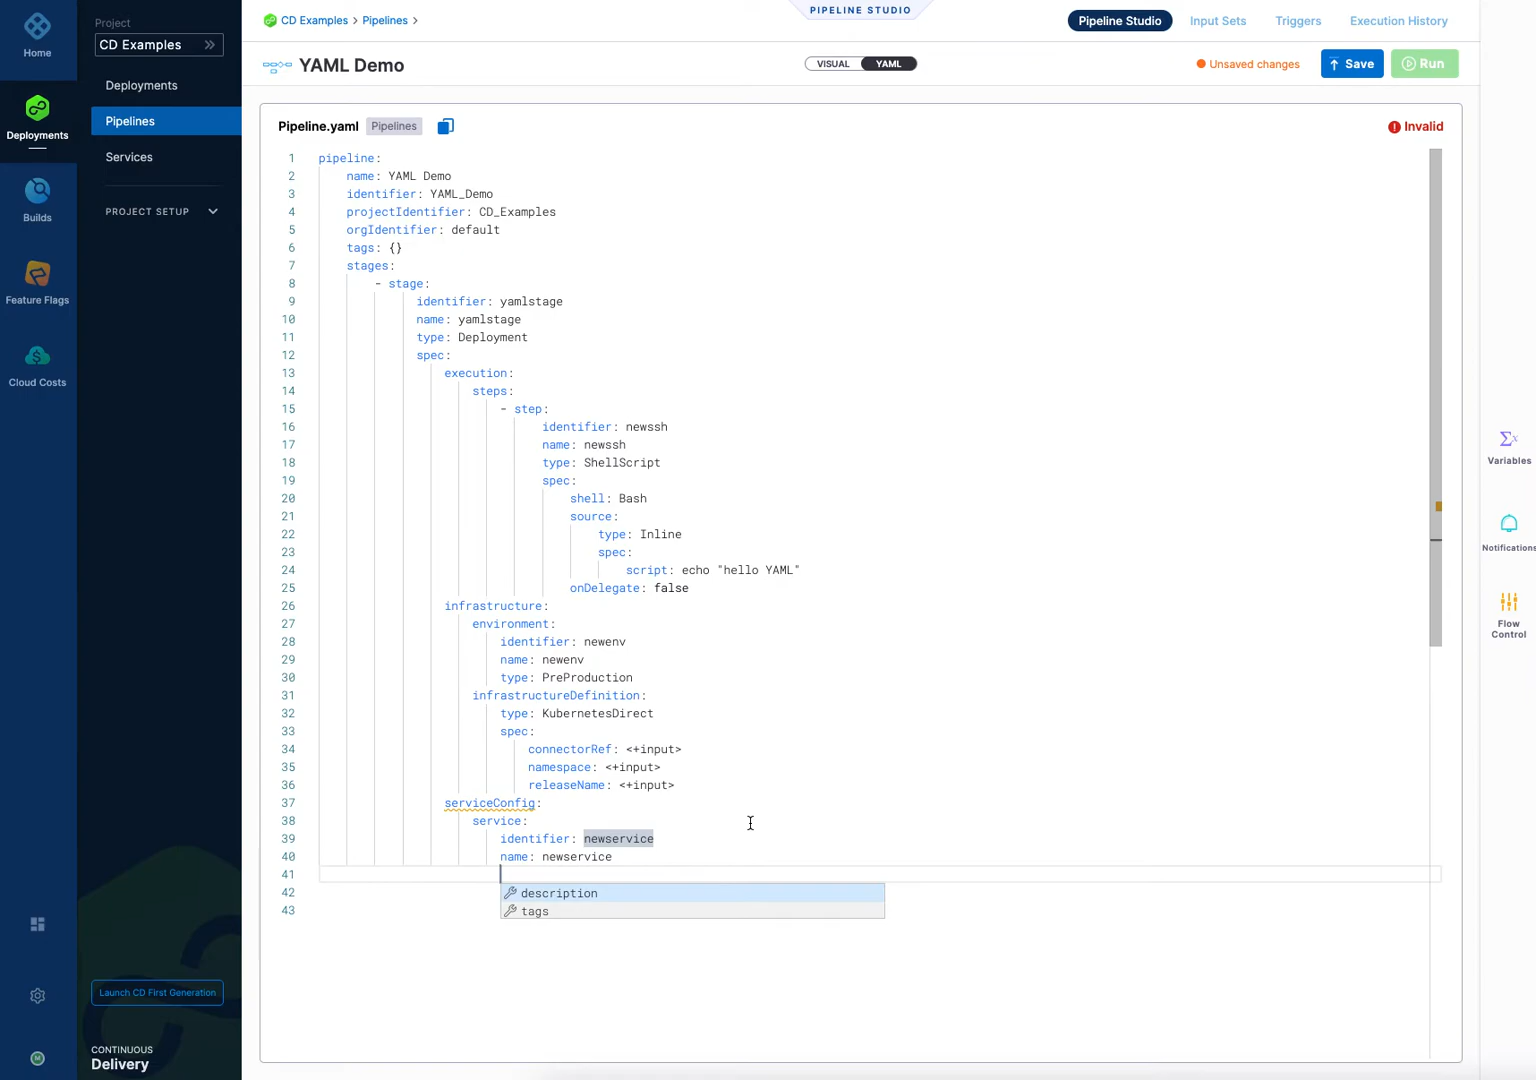 Home
Deployments
Builds
Feature Flags
Cloud Costs
M
Project
CD Examples
Deployments
Pipelines
Services
PROJECT SETUP
Launch CD First Generation
CONTINUOUS
Delivery
CD Examples > Pipelines >
PIPELINE STUDIO
Pipeline Studio
Input Sets
Triggers
Execution History
YAML Demo
VISUAL
YAML
Unsaved changes
Save
Run
Pipeline.yaml
Pipelines
Invalid
1 pipeline:
2 name: YAML Demo
3 identifier: YAML_Demo
4 projectIdentifier: CD_Examples
5 orgIdentifier: default
6 tags: {}
7 stages:
8 - stage:
9 identifier: yamlstage
10 name: yamlstage
11 type: Deployment
12 spec:
13 execution:
14 steps:
15 - step:
16 identifier: newssh
17 name: newssh
18 type: ShellScript
19 spec:
20 shell: Bash
21 source:
22 type: Inline
23 spec:
24 script: echo "hello YAML"
25 onDelegate: false
26 infrastructure:
27 environment:
28 identifier: newenv
29 name: newenv
30 type: PreProduction
31 infrastructureDefinition:
32 type: KubernetesDirect
33 spec:
34 connectorRef: <+input>
35 namespace: <+input>
36 releaseName: <+input>
37 serviceConfig:
38 service:
39 identifier: newservice
40 name: newservice
41
42 description
43 tags
Variables
Notifications
Flow
Control